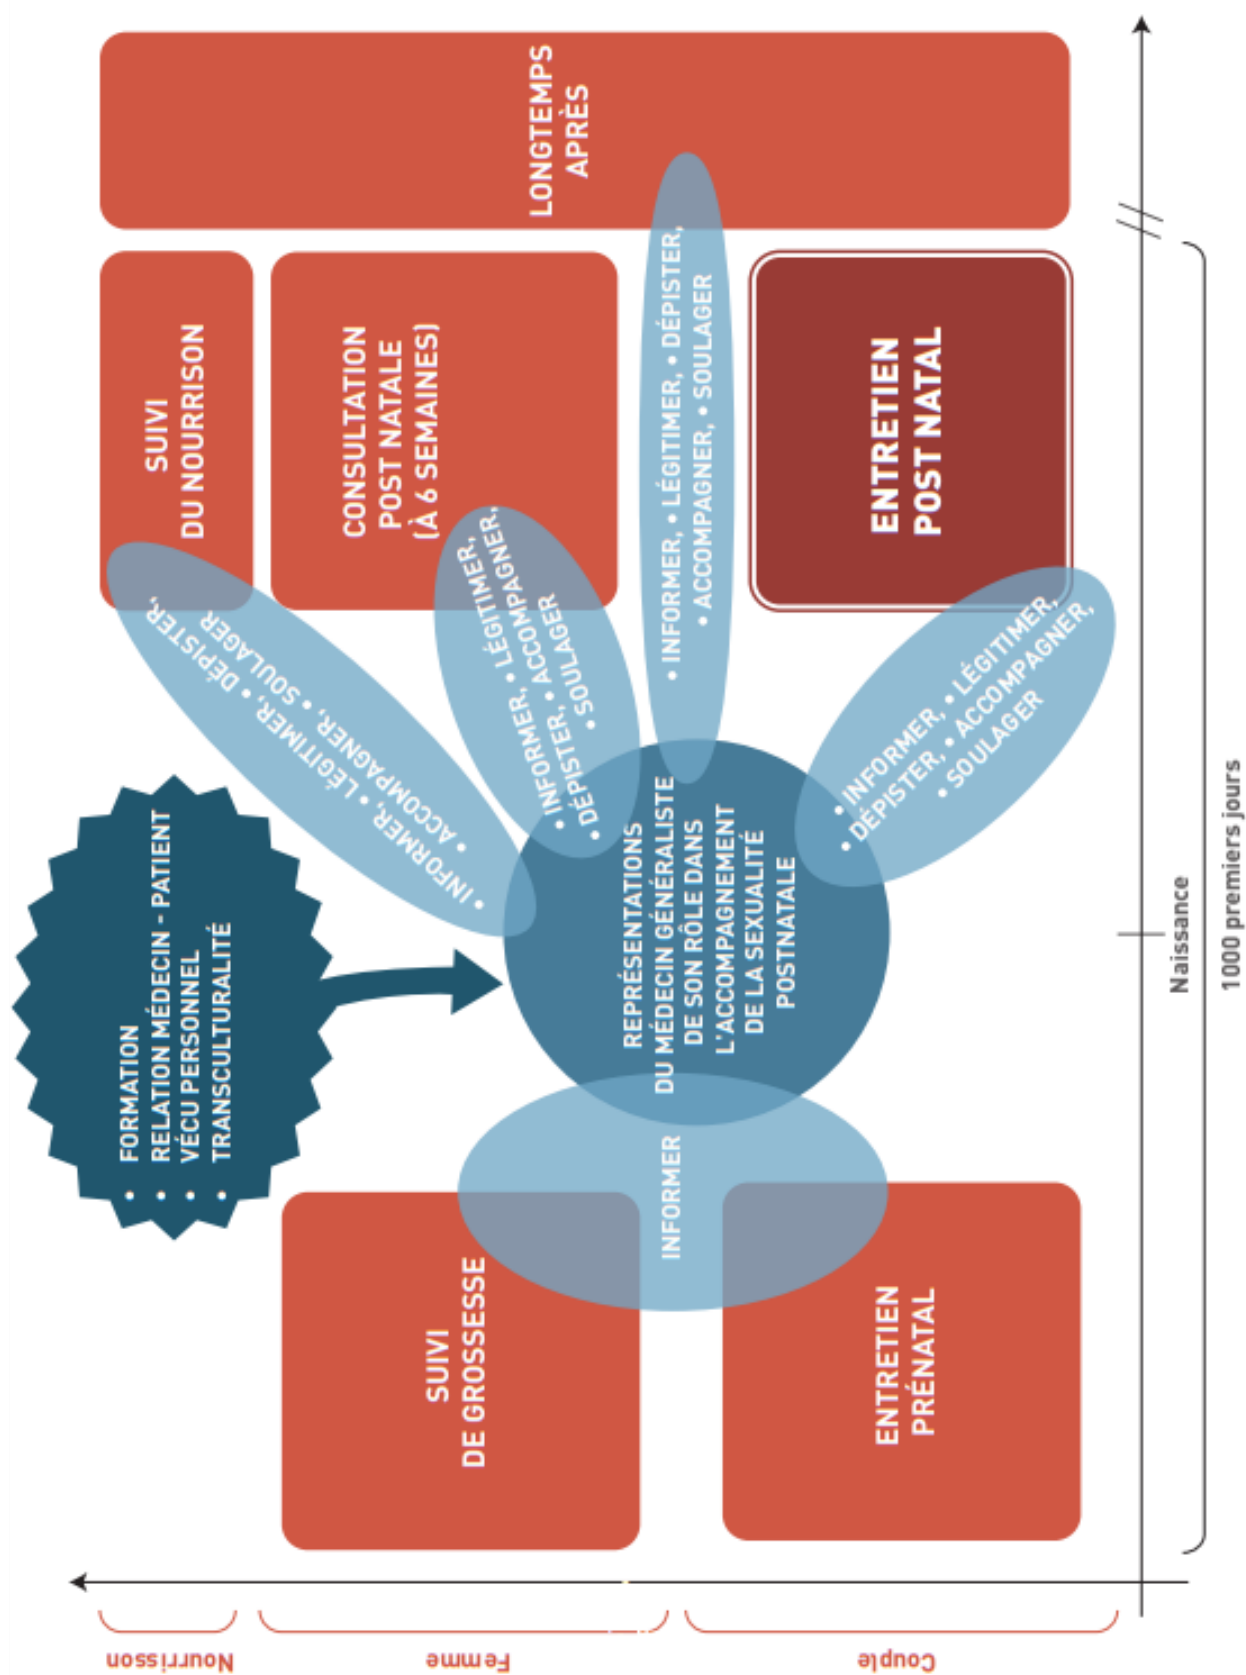 • FORMATION
• RELATION MÉDECIN - PATIENT
• VÉCU PERSONNEL
• TRANSCULTURALITÉ
Nourrisson
Femme
Couple
SUIVI
DE GROSSESSE
ENTRETIEN
PRÉNATAL
INFORMER
REPRÉSENTATIONS
DU MÉDECIN GÉNÉRALISTE
DE SON RÔLE DANS
L'ACCOMPAGNEMENT
DE LA SEXUALITÉ
POSTNATALE
• INFORMER, • LÉGITIMER, • DÉPISTER,
• ACCOMPAGNER, • SOULAGER
• INFORMER, • LÉGITIMER,
• DÉPISTER, • ACCOMPAGNER,
• SOULAGER
• INFORMER, • LÉGITIMER, • DÉPISTER,
• ACCOMPAGNER, • SOULAGER
• INFORMER, • LÉGITIMER,
• DÉPISTER, • ACCOMPAGNER,
• SOULAGER
SUIVI
DU NOURRISON
CONSULTATION
POST NATALE
(À 6 SEMAINES)
ENTRETIEN
POST NATAL
LONGTEMPS
APRÈS
Naissance
1000 premiers jours